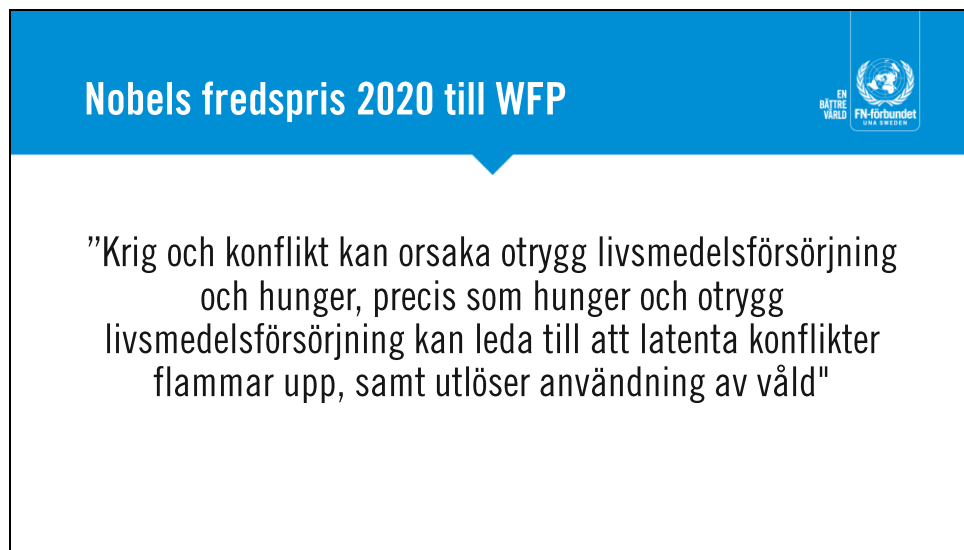 Nobels fredspris 2020 till WFP
EN
BÄTTRE
VÄRLD
FN-förbundet
UNA SWEDEN
”Krig och konflikt kan orsaka otrygg livsmedelsförsörjning
och hunger, precis som hunger och otrygg
livsmedelsförsörjning kan leda till att latenta konflikter
flammar upp, samt utlöser användning av våld"